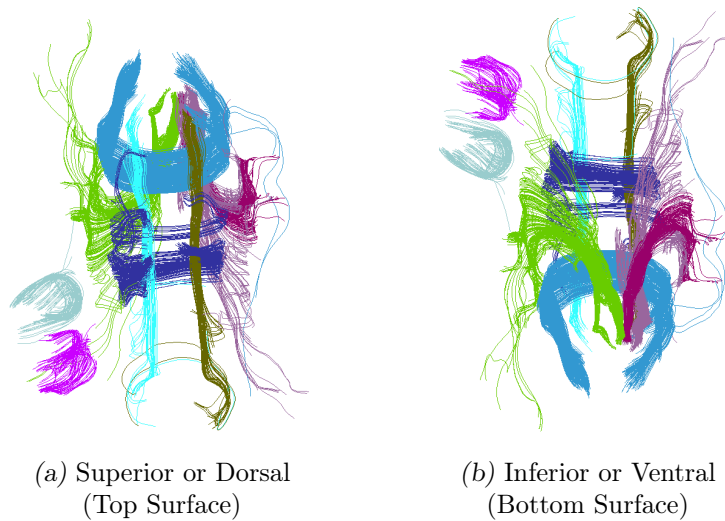 (a) Superior or Dorsal
(Top Surface)
(b) Inferior or Ventral
(Bottom Surface)